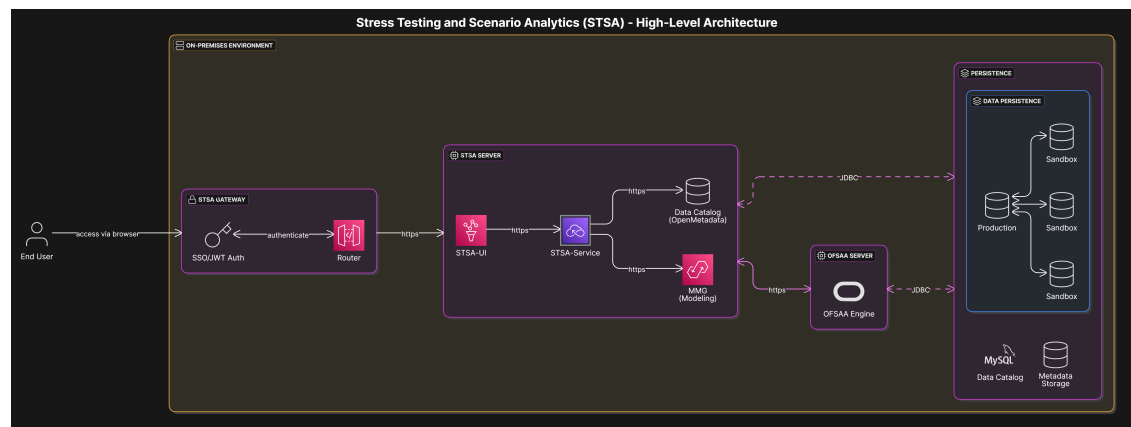 Stress Testing and Scenario Analytics (STSA) - High-Level Architecture
ON-PREMISES ENVIRONMENT
PERSISTENCE
DATA PERSISTENCE
Sandbox
STSA SERVER
https
JDBC
Data Catalog
(OpenMetadata)
STSA GATEWAY
End User
access via browser
SSO/JWT Auth
authenticate
Router
https
STSA-UI
https
STSA-Service
Production
Sandbox
https
MMG
(Modeling)
https
OFSAA SERVER
OFSAA Engine
JDBC
Sandbox
MySQL
Data Catalog
Metadata
Storage